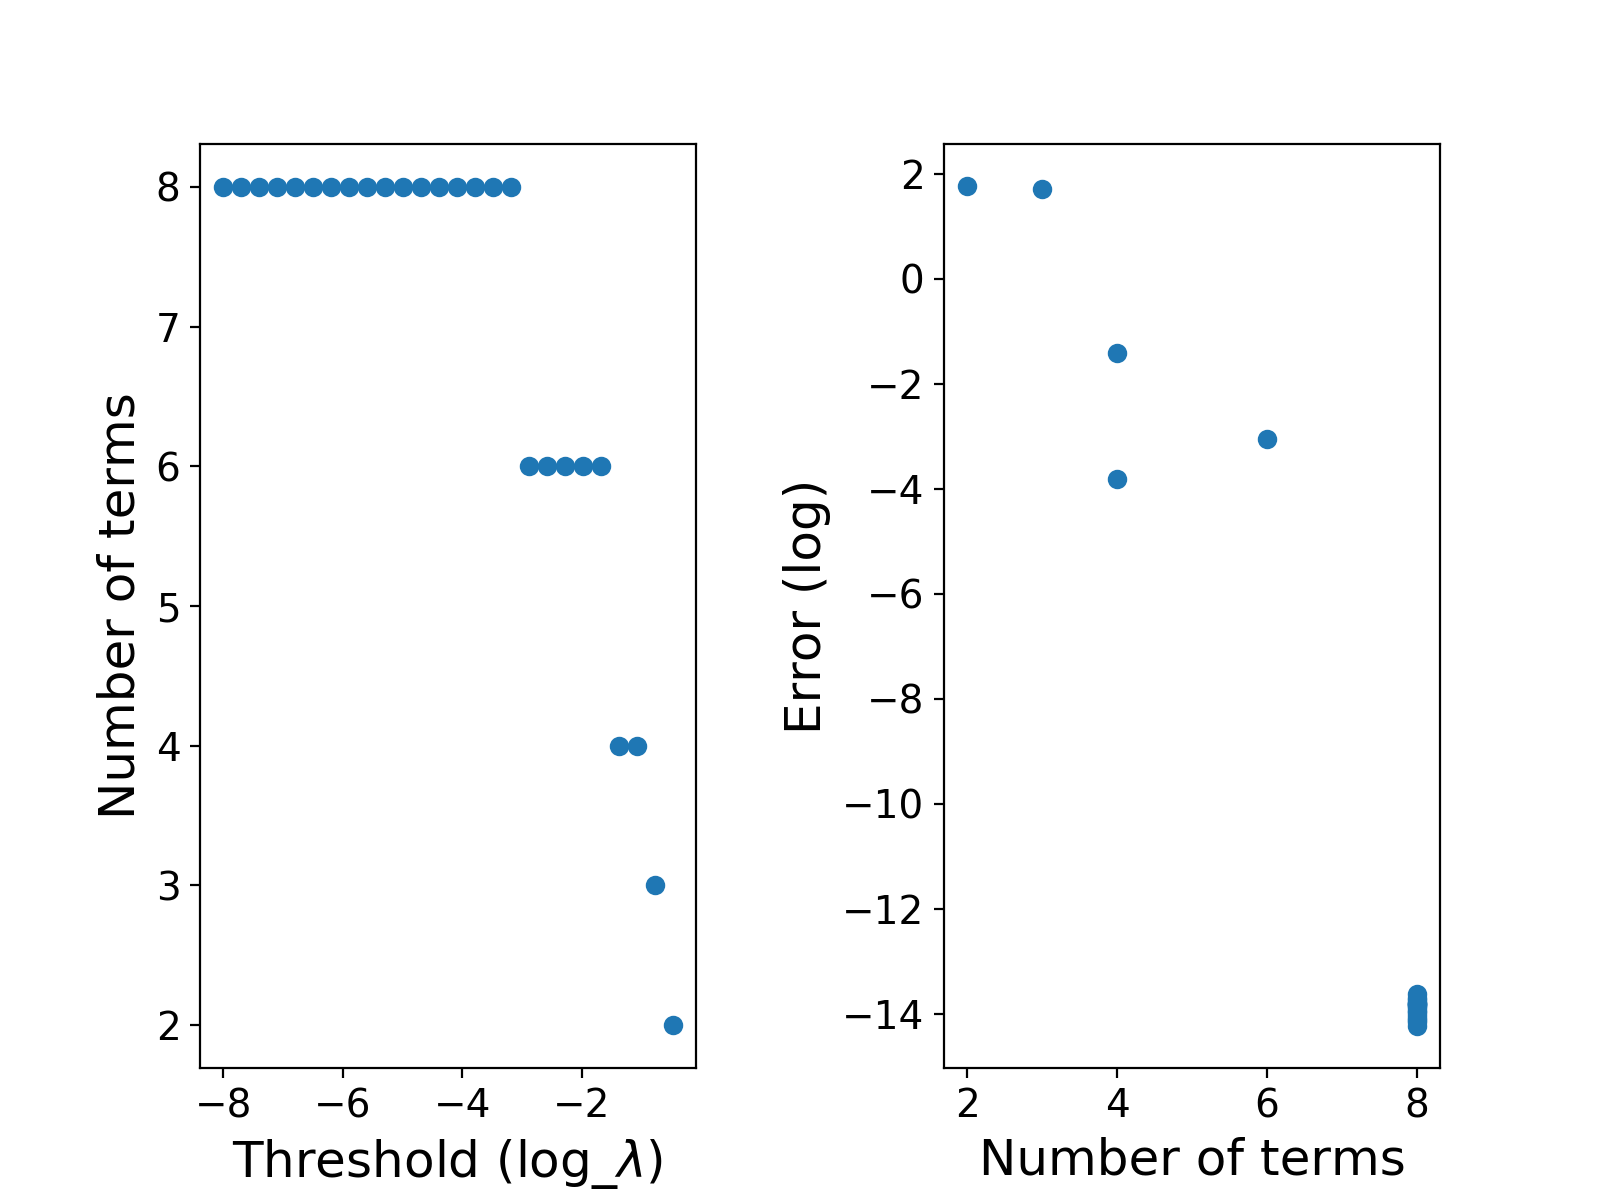 8
7
6
5
4
3
2
−8 −6 −4 −2
Number of terms
Threshold (log_λ)
2
0
−2
−4
−6
−8
−10
−12
−14
2 4 6 8
Error (log)
Number of terms